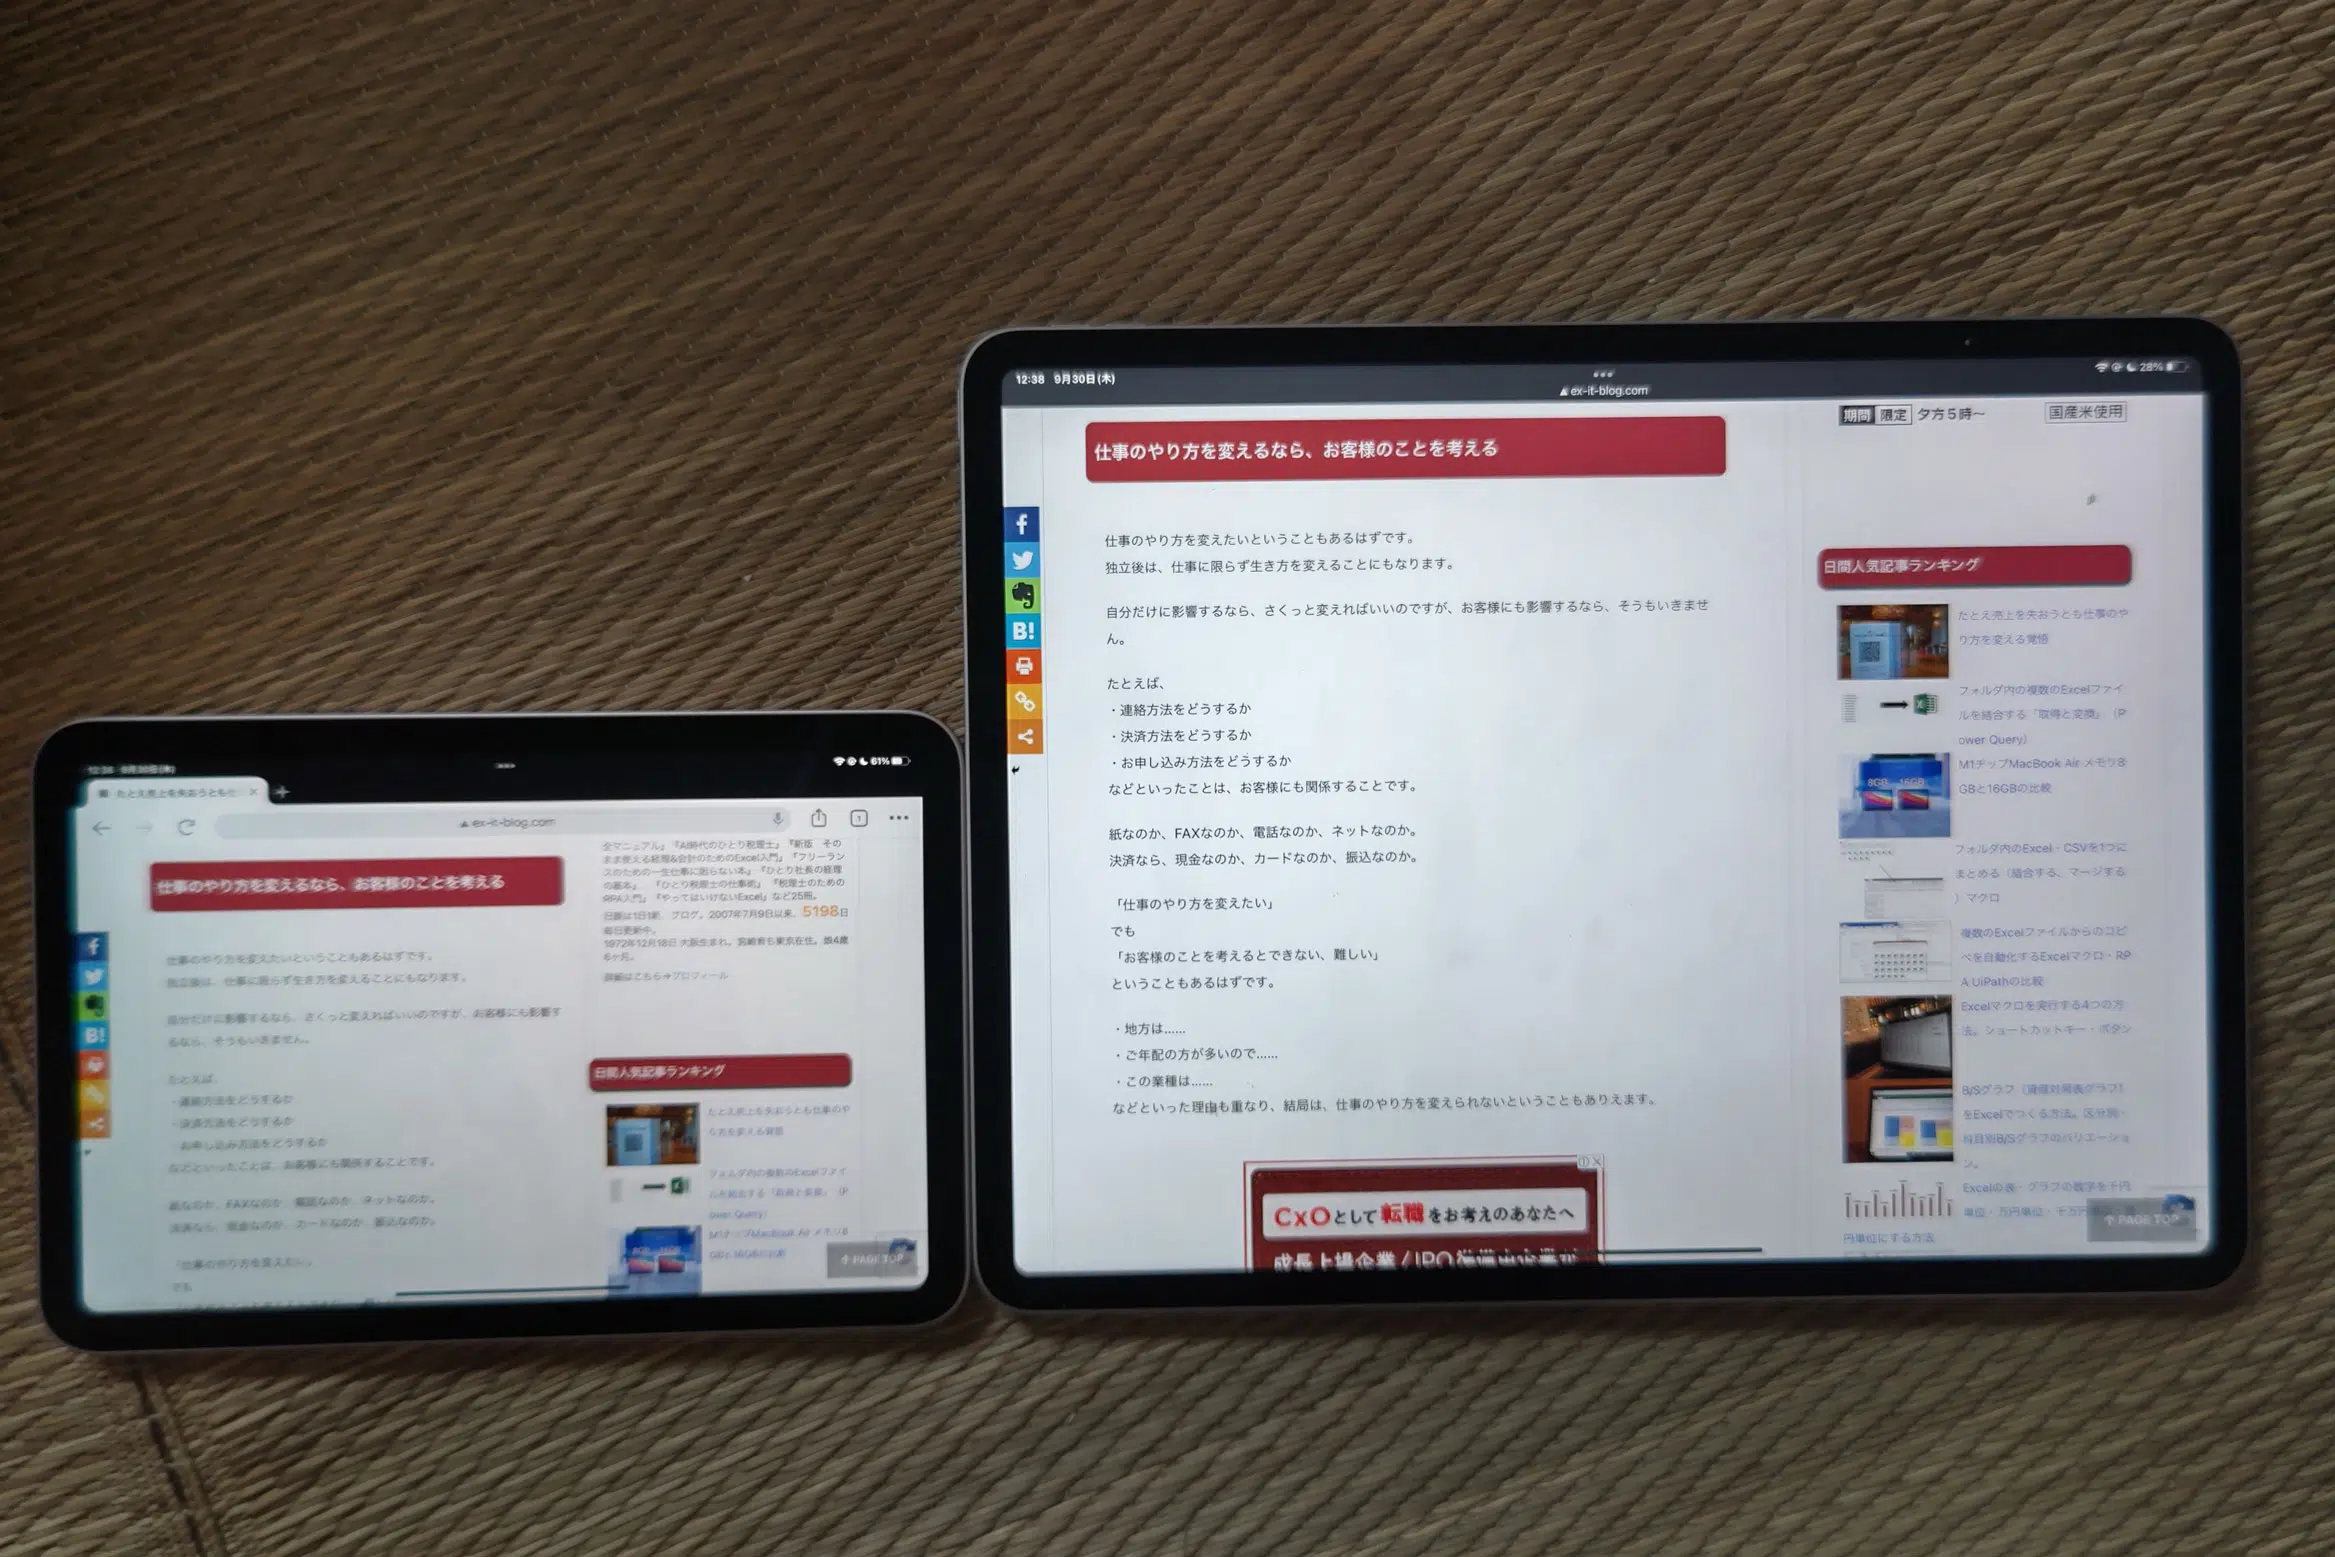 12:38 9月30日(木)
61%
たとえ売上を失おうとも仕
ex-it-blog.com
1
仕事のやり方を変えるなら、お客様のことを考える
仕事のやり方を変えたいということもあるはずです。
独立後は、仕事に限らず生き方を変えることにもなります。
自分だけに影響するなら、さくっと変えればいいのですが、お客様にも影響す
るなら、そうもいきません。
たとえば、
・連絡方法をどうするか
・決済方法をどうするか
・お申し込み方法をどうするか
などといったことは、お客様にも関係することです。
紙なのか、FAXなのか、電話なのか、ネットなのか。
決済なら、現金なのか、カードなのか、振込なのか。
「仕事のやり方を変えたい」
でも
全マニュアル』『AI時代のひとり税理士』『新版 その
まま使える経理&会計のためのExcel入門』『フリーラン
スのための一生仕事に困らない本』『ひとり社長の経理
の基本』 『ひとり税理士の仕事術』 『税理士のための
RPA入門』『やってはいけないExcel』など25冊。
日刊は1日1新 ブログ。2007年7月9日以来、5198日
毎日更新中。
1972年12月18日 大阪生まれ。宮崎育ち東京在住。娘4歳
6ヶ月。
詳細はこちら→プロフィール
日間人気記事ランキング
たとえ売上を失おうとも仕事のや
り方を変える覚悟
フォルダ内の複数のExcelファイ
ルを結合する「取得と変換」（P
ower Query）
M1チップMacBook Air メモリ8
GBと16GBの比較
PAGE TOP
12:38 9月30日(木)
28%
ex-it-blog.com
仕事のやり方を変えるなら、お客様のことを考える
B!
仕事のやり方を変えたいということもあるはずです。
独立後は、仕事に限らず生き方を変えることにもなります。
自分だけに影響するなら、さくっと変えればいいのですが、お客様にも影響するなら、そうもいきませ
ん。
たとえば、
・連絡方法をどうするか
・決済方法をどうするか
・お申し込み方法をどうするか
などといったことは、お客様にも関係することです。
紙なのか、FAXなのか、電話なのか、ネットなのか。
決済なら、現金なのか、カードなのか、振込なのか。
「仕事のやり方を変えたい」
でも
「お客様のことを考えるとできない、難しい」
ということもあるはずです。
・地方は……
・ご年配の方が多いので……
・この業種は……
などといった理由も重なり、結局は、仕事のやり方を変えられないということもありえます。
CxOとして転職をお考えのあなたへ
成長上場企業/IPO準備中企業が
期間 限定 夕方5時〜 国産米使用
日間人気記事ランキング
たとえ売上を失おうとも仕事のや
り方を変える覚悟
フォルダ内の複数のExcelファイ
ルを結合する「取得と変換」（P
ower Query）
8GB 16GB
M1チップMacBook Air メモリ8
GBと16GBの比較
フォルダ内のExcel・CSVを1つに
まとめる（結合する、マージする
）マクロ
複数のExcelファイルからのコピ
ペを自動化するExcelマクロ・RP
A UiPathの比較
Excelマクロを実行する4つの方
法。ショートカットキー・ボタン
B/Sグラフ（貸借対照表グラフ）
をExcelでつくる方法。区分別・
科目別B/Sグラフのバリエーショ
ン。
Excelの表・グラフの数字を千円
単位・万円単位・千万円
円単位にする方法
PAGE TOP